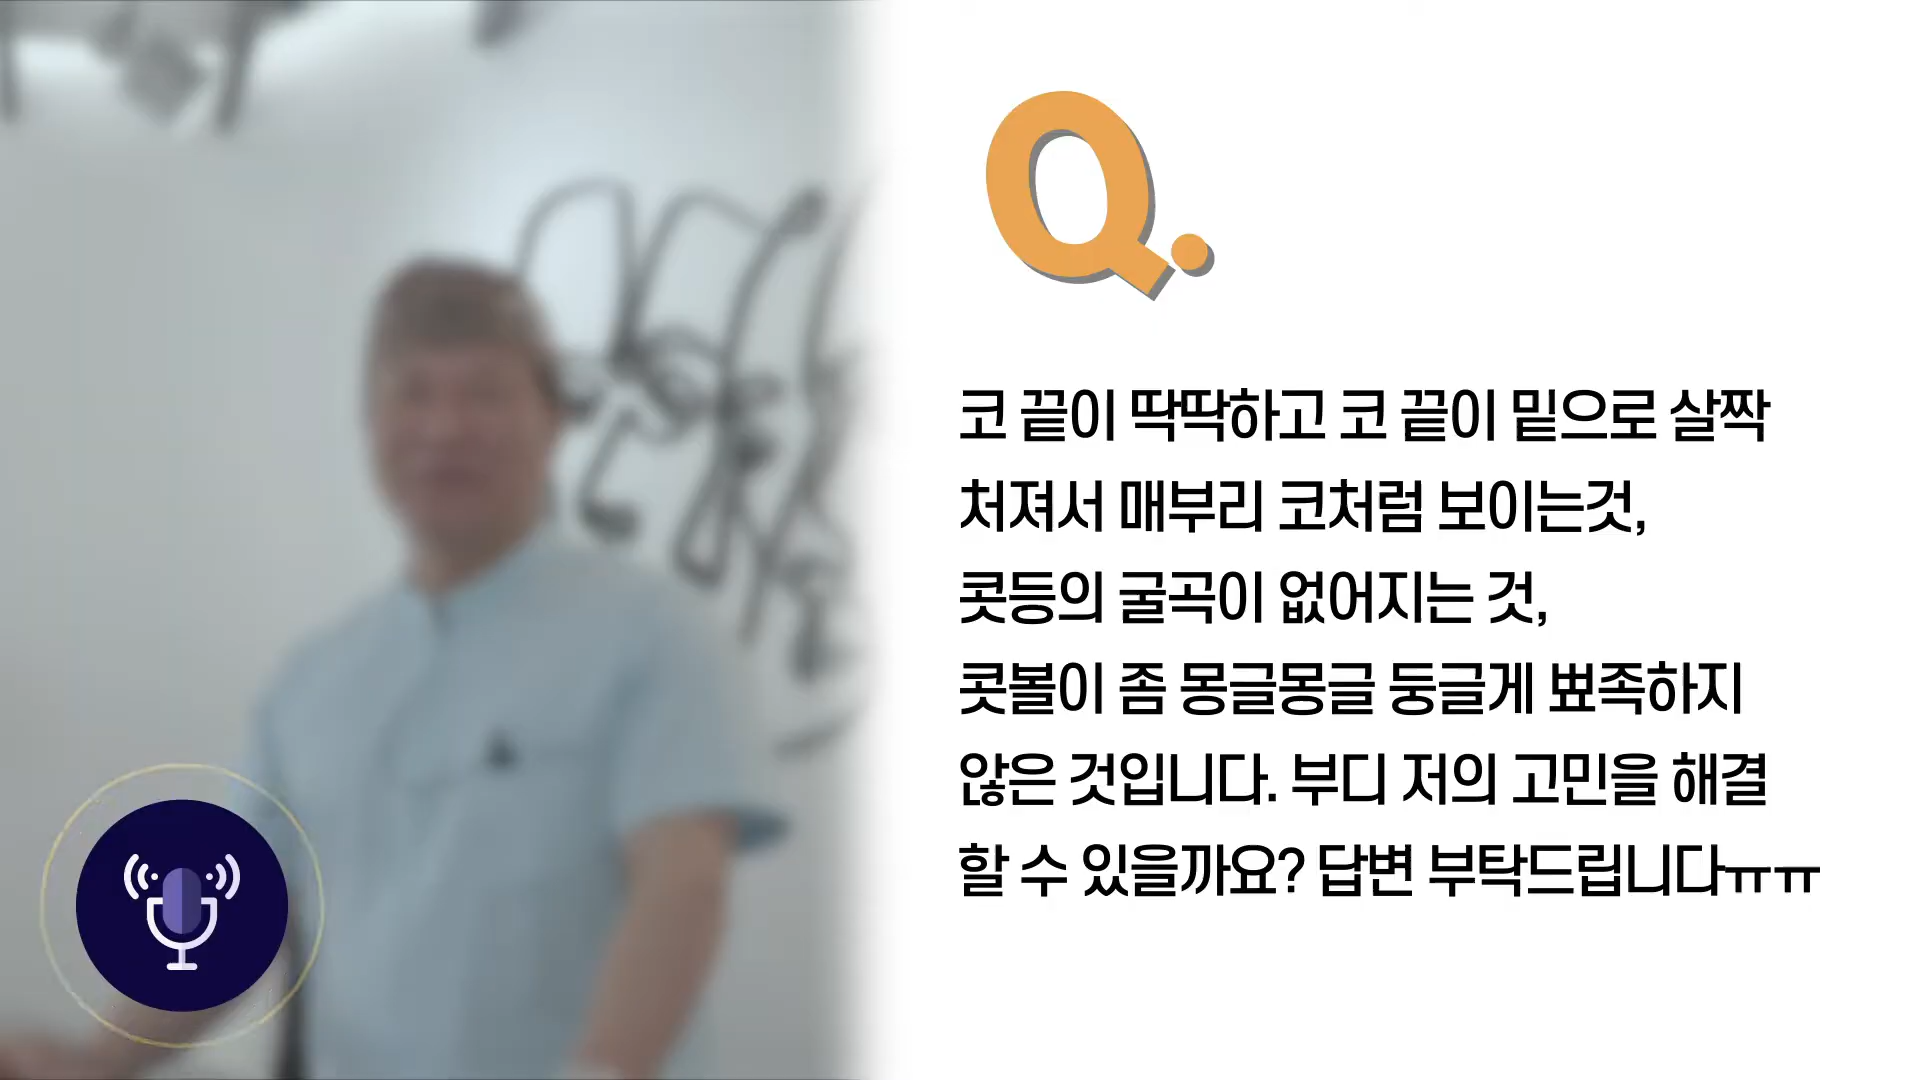 Q.
코 끝이 딱딱하고 코 끝이 밑으로 살짝
처져서 매부리 코처럼 보이는것,
콧등의 굴곡이 없어지는 것,
콧볼이 좀 몽글몽글 둥글게 뾰족하지
않은 것입니다. 부디 저의 고민을 해결
할 수 있을까요? 답변 부탁드립니다ㅠㅠ